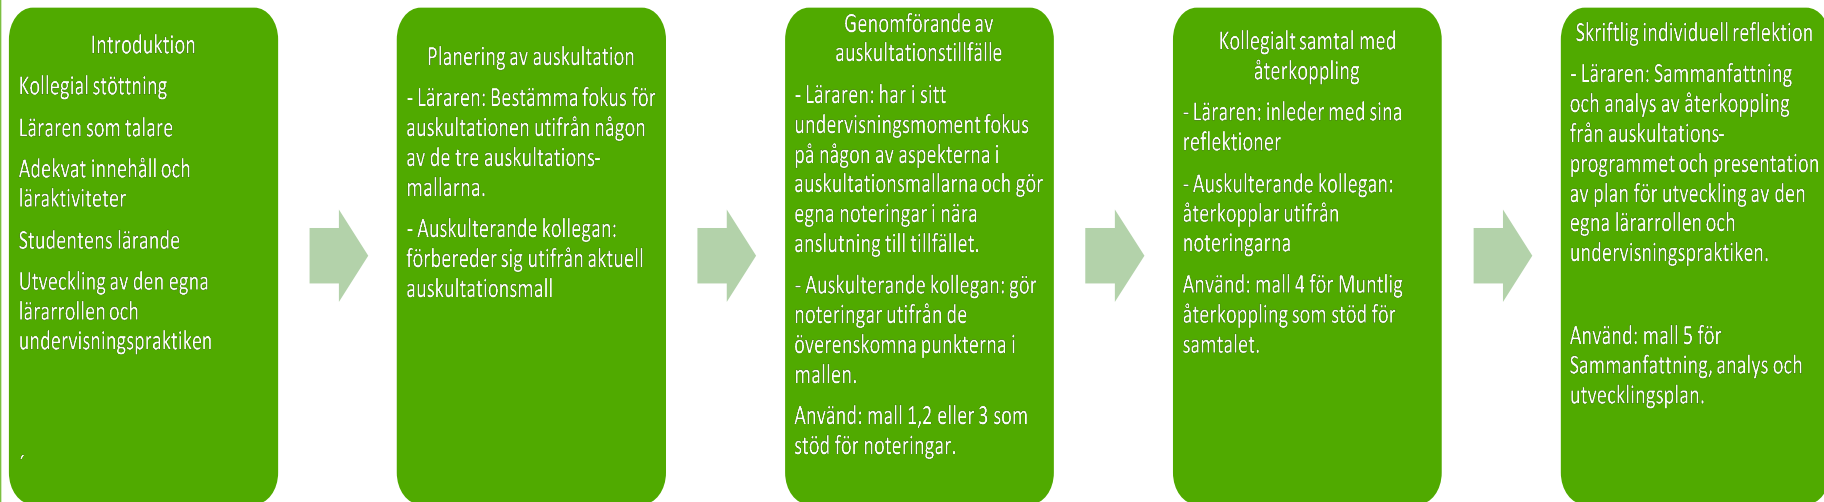 Introduktion
Kollegial stöttning
Läraren som talare
Adekvat innehåll och
läraktiviteter
Studentens lärande
Utveckling av den egna
lärarrollen och
undervisningspraktiken
´
Planering av auskultation
- Läraren: Bestämma fokus för
auskultationen utifrån någon
av de tre auskultations-
mallarna.
- Auskulterande kollegan:
förbereder sig utifrån aktuell
auskultationsmall
Genomförande av
auskultationstillfälle
- Läraren: har i sitt
undervisningsmoment fokus
på någon av aspekterna i
auskultationsmallarna och gör
egna noteringar i nära
anslutning till tillfället.
- Auskulterande kollegan: gör
noteringar utifrån de
överenskomna punkterna i
mallen.
Använd: mall 1,2 eller 3 som
stöd för noteringar.
Kollegialt samtal med
återkoppling
- Läraren: inleder med sina
reflektioner
- Auskulterande kollegan:
återkopplar utifrån
noteringarna
Använd: mall 4 för Muntlig
återkoppling som stöd för
samtalet.
Skriftlig individuell reflektion
- Läraren: Sammanfattning
och analys av återkoppling
från auskultations-
programmet och presentation
av plan för utveckling av den
egna lärarrollen och
undervisningspraktiken.
Använd: mall 5 för
Sammanfattning, analys och
utvecklingsplan.